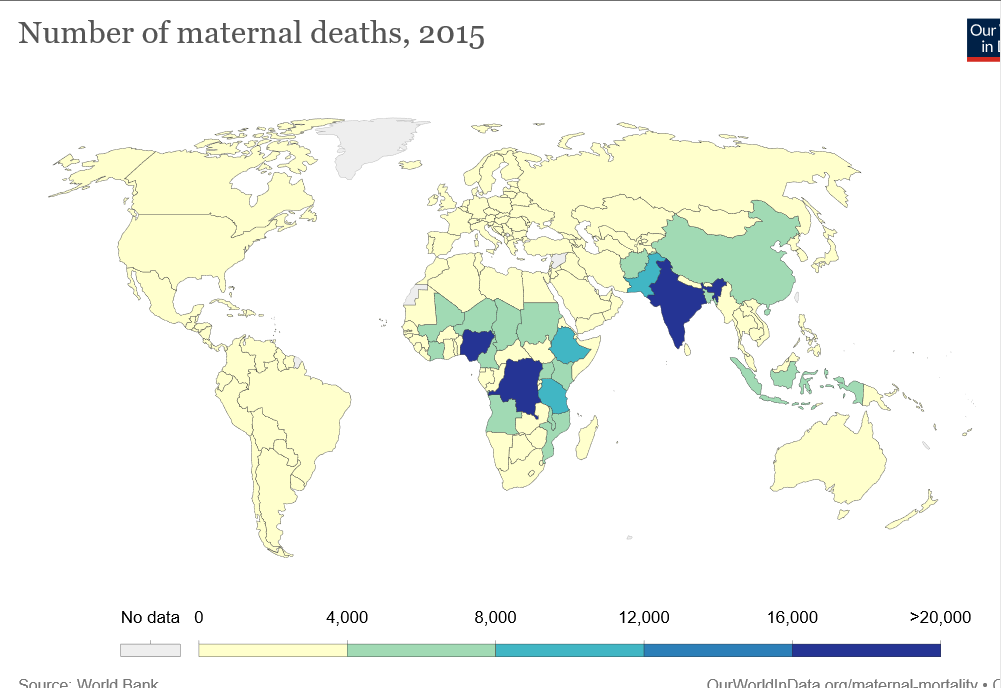 Number of maternal deaths, 2015
Our
in
No data 0 4,000 8,000 12,000 16,000 >20,000
Source: World Bank
OurWorldInData.org/maternal-mortality •